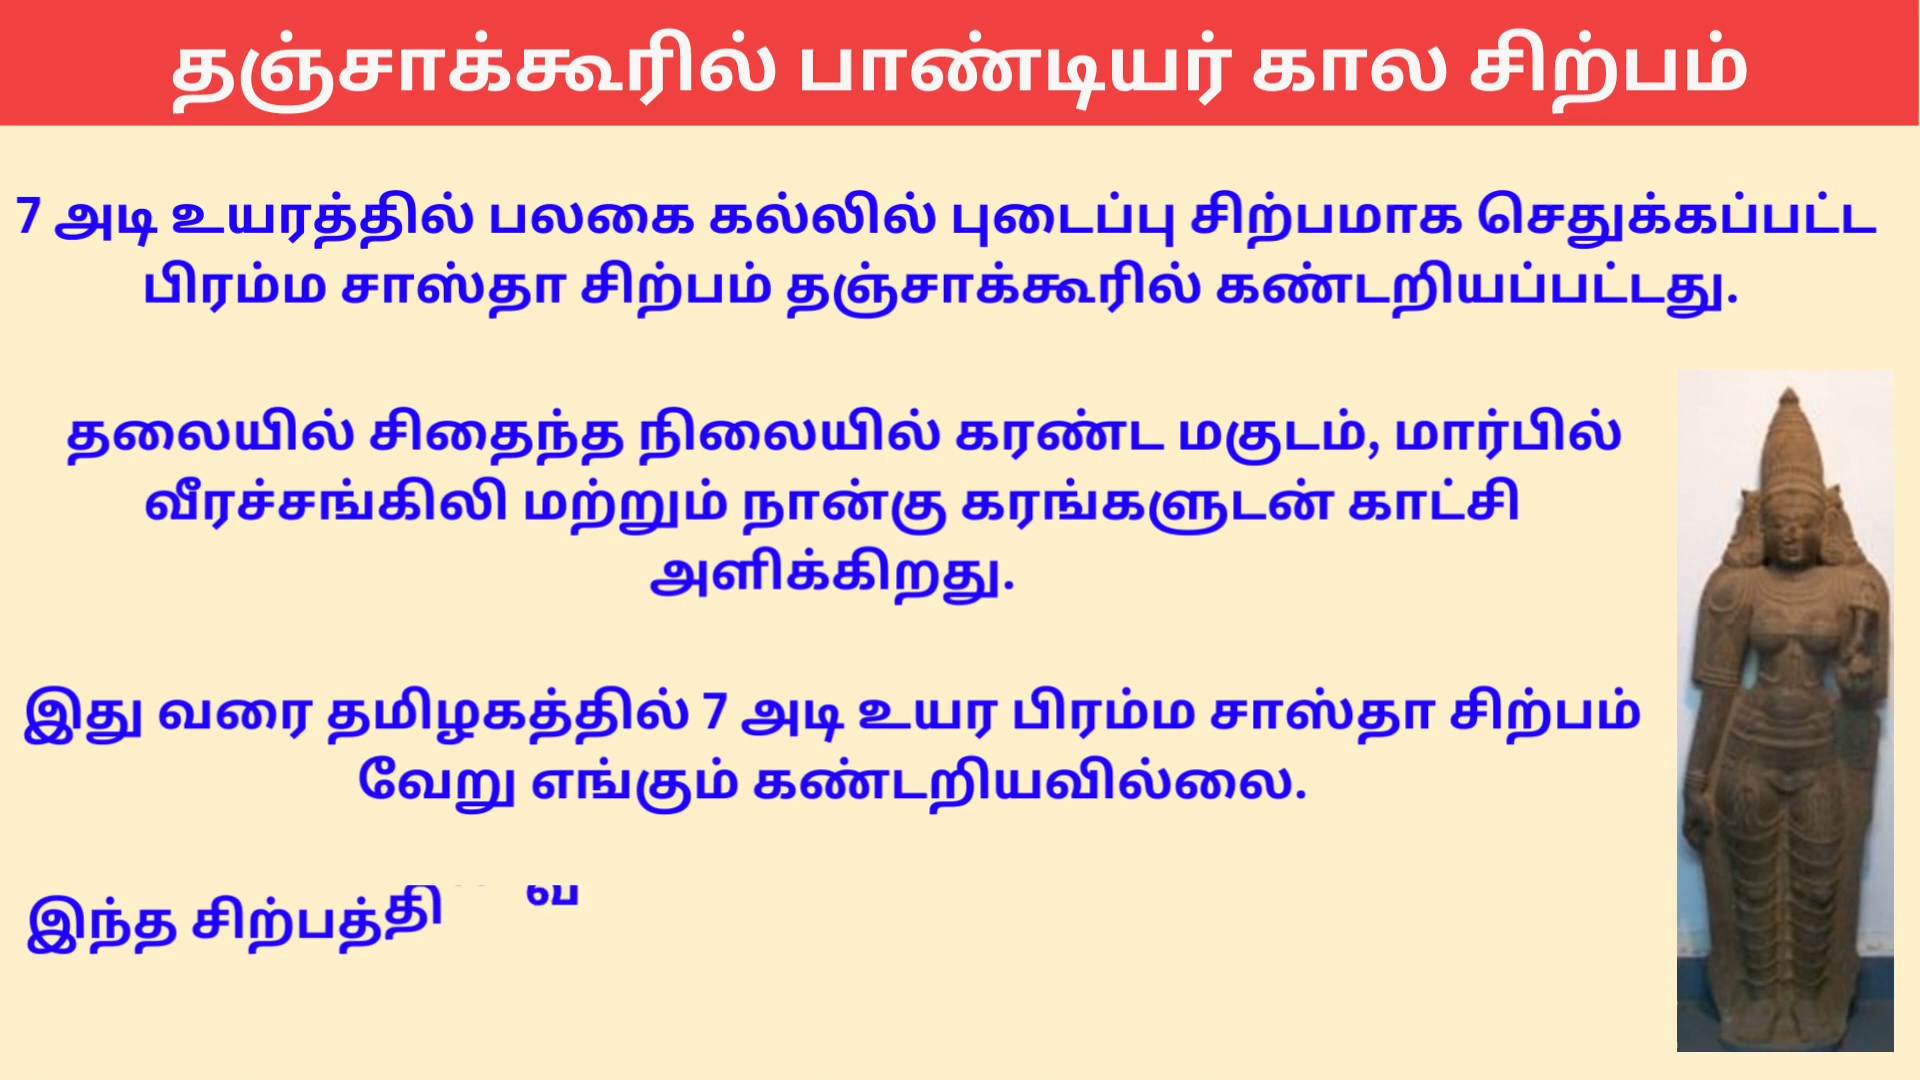 தஞ்சாக்கூரில் பாண்டியர் கால சிற்பம்
7 அடி உயரத்தில் பலகை கல்லில் புடைப்பு சிற்பமாக செதுக்கப்பட்ட
பிரம்ம சாஸ்தா சிற்பம் தஞ்சாக்கூரில் கண்டறியப்பட்டது.
தலையில் சிதைந்த நிலையில் கரண்ட மகுடம், மார்பில்
வீரச்சங்கிலி மற்றும் நான்கு கரங்களுடன் காட்சி
அளிக்கிறது.
இது வரை தமிழகத்தில் 7 அடி உயர பிரம்ம சாஸ்தா சிற்பம்
வேறு எங்கும் கண்டறியவில்லை.
இந்த